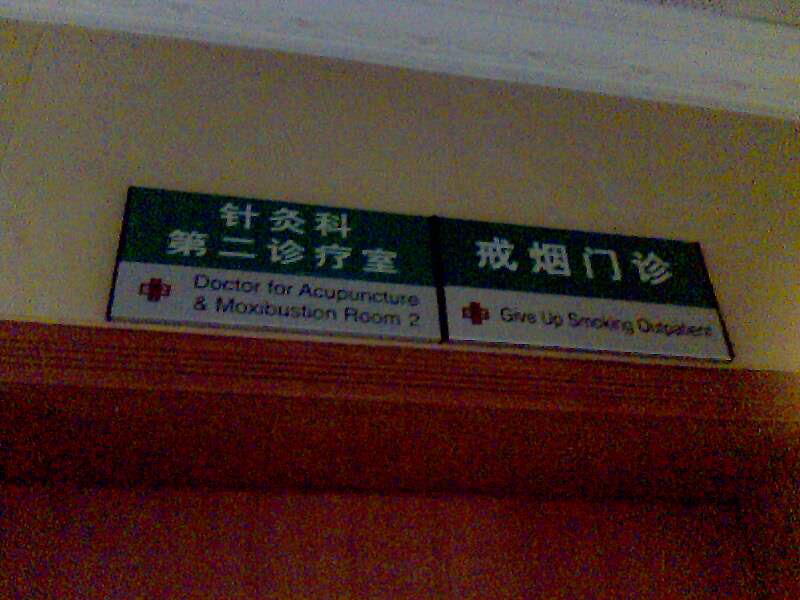 针灸科
第二诊疗室
Doctor for Acupuncture
& Moxibustion Room 2
戒烟门诊
Give Up Smoking Outpatient